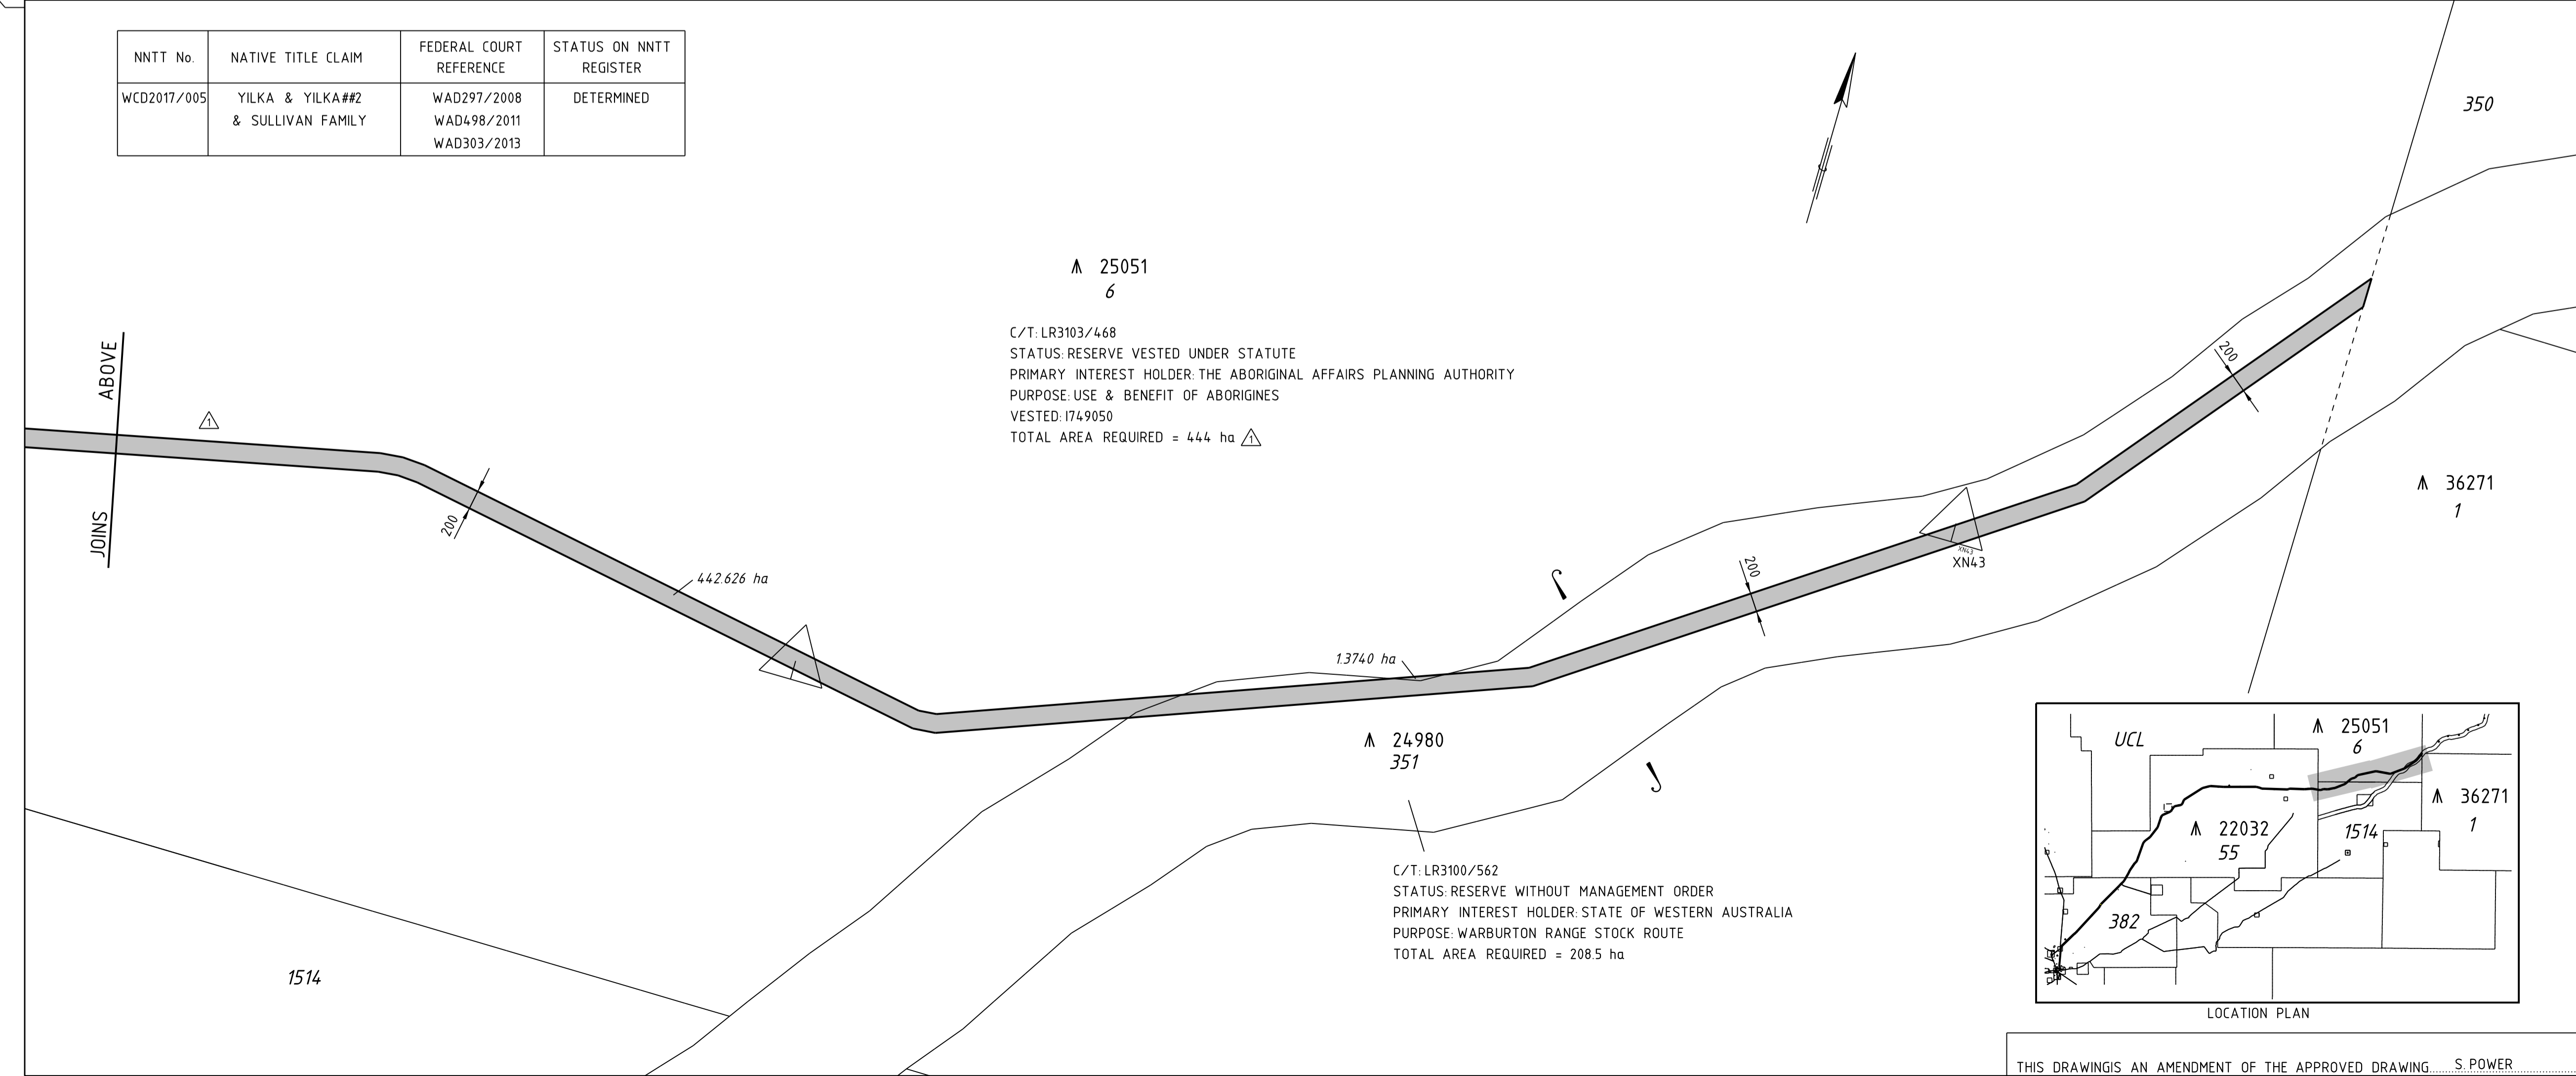 NNTT No.
NATIVE TITLE CLAIM
FEDERAL COURT
REFERENCE
STATUS ON NNTT
REGISTER
WCD2017/005
YILKA & YILKA##2
& SULLIVAN FAMILY
WAD297/2008
WAD498/2011
WAD303/2013
DETERMINED
350
25051
6
C/T: LR3103/468
STATUS: RESERVE VESTED UNDER STATUTE
PRIMARY INTEREST HOLDER: THE ABORIGINAL AFFAIRS PLANNING AUTHORITY
PURPOSE: USE & BENEFIT OF ABORIGINES
VESTED: I749050
TOTAL AREA REQUIRED = 444 ha 1
JOINS ABOVE
1
200
442.626 ha
200
36271
1
XN43
XN43
200
1.3740 ha
24980
351
C/T: LR3100/562
STATUS: RESERVE WITHOUT MANAGEMENT ORDER
PRIMARY INTEREST HOLDER: STATE OF WESTERN AUSTRALIA
PURPOSE: WARBURTON RANGE STOCK ROUTE
TOTAL AREA REQUIRED = 208.5 ha
1514
UCL
25051
6
36271
1
22032
55
1514
382
LOCATION PLAN
THIS DRAWINGIS AN AMENDMENT OF THE APPROVED DRAWING S. POWER